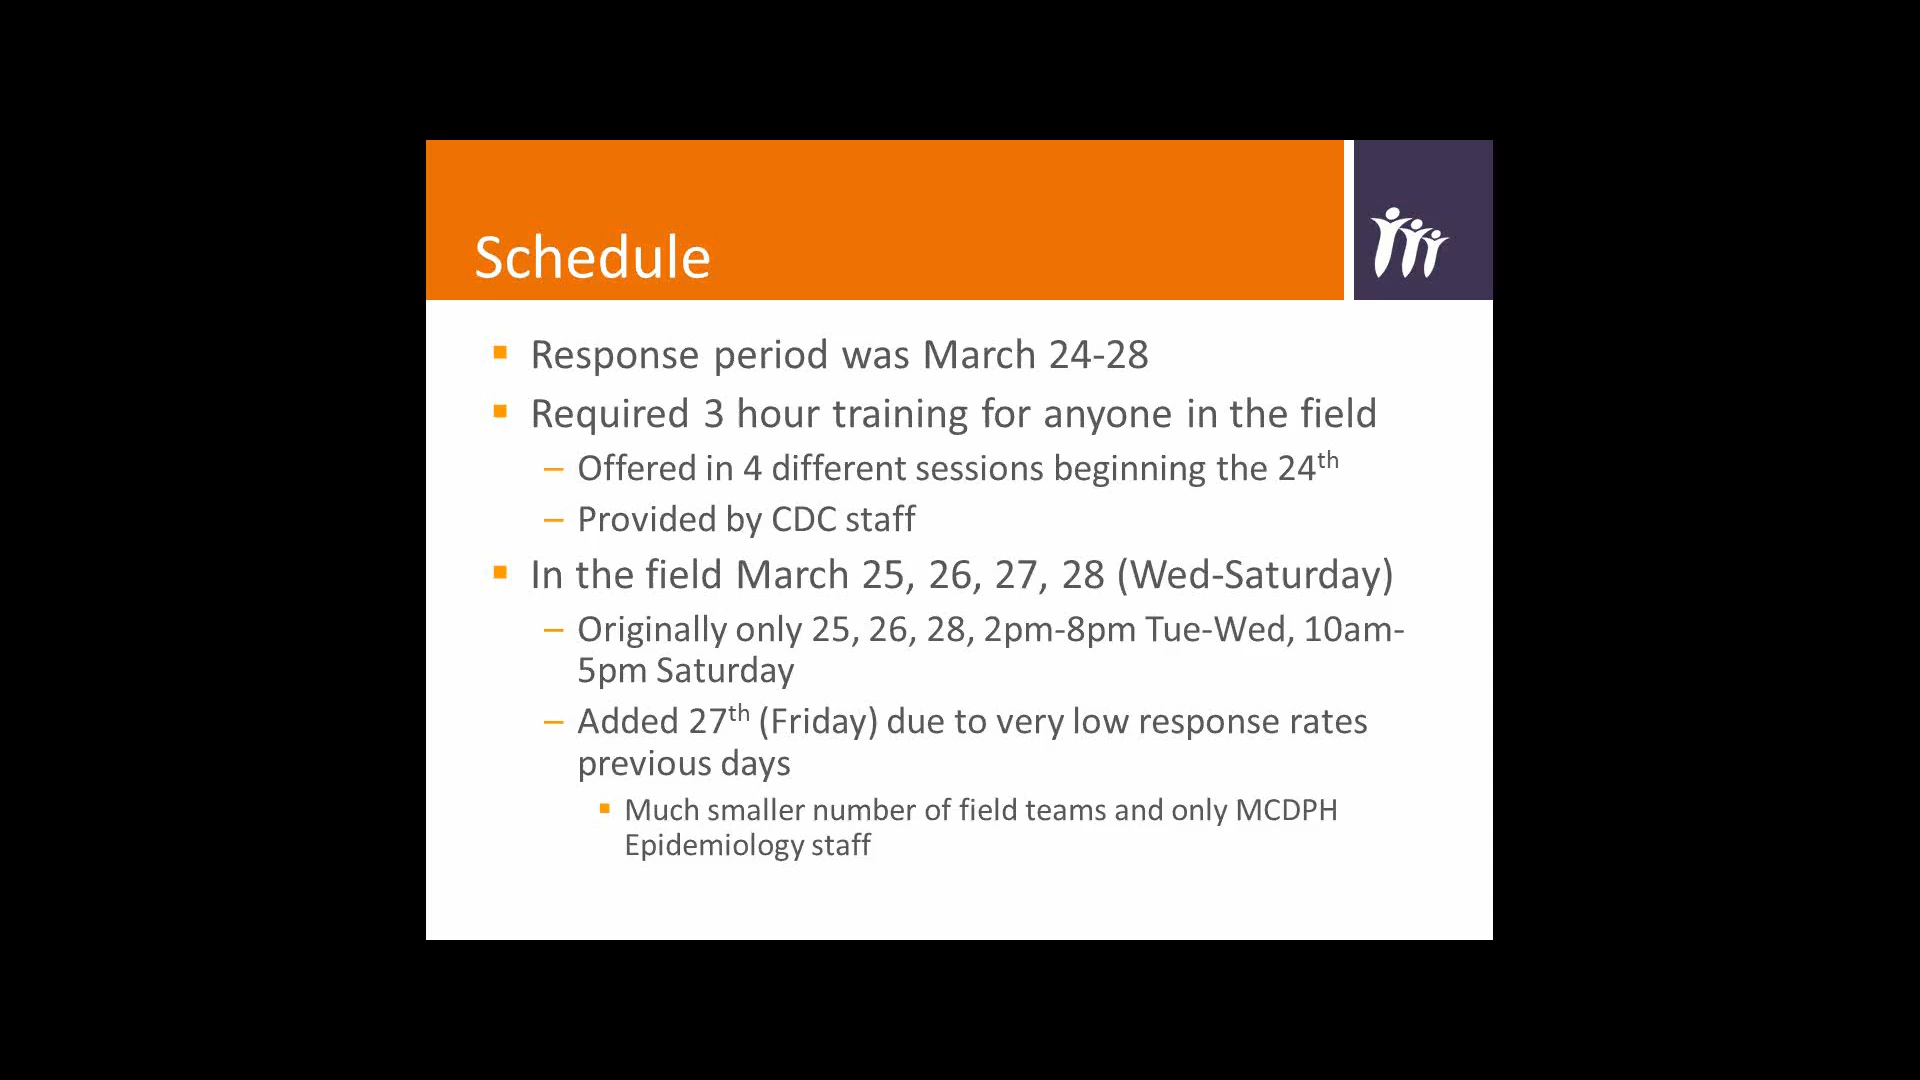 Schedule
Response period was March 24-28
Required 3 hour training for anyone in the field
– Offered in 4 different sessions beginning the 24th
– Provided by CDC staff
In the field March 25, 26, 27, 28 (Wed-Saturday)
– Originally only 25, 26, 28, 2pm-8pm Tue-Wed, 10am-
5pm Saturday
– Added 27th (Friday) due to very low response rates
previous days
Much smaller number of field teams and only MCDPH
Epidemiology staff